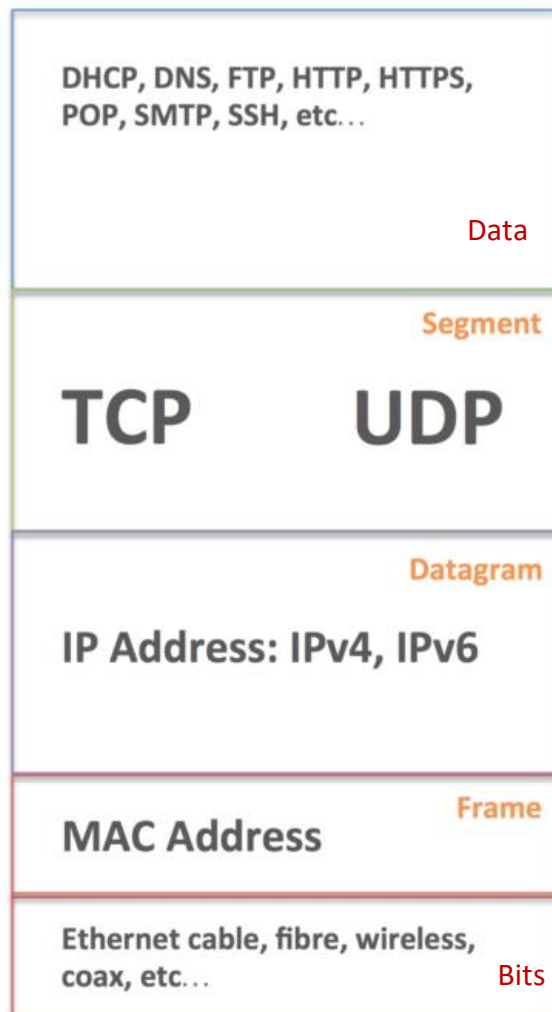 DHCP, DNS, FTP, HTTP, HTTPS,
POP, SMTP, SSH, etc...
Data
Segment
TCP UDP
Datagram
IP Address: IPv4, IPv6
Frame
MAC Address
Ethernet cable, fibre, wireless,
coax, etc...
Bits